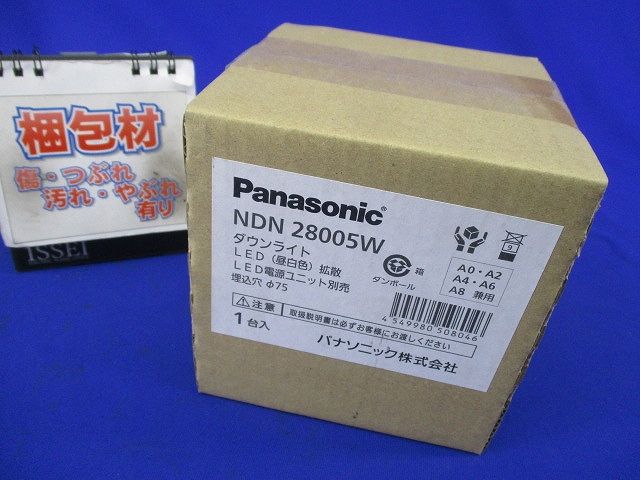 梱包材
傷・つぶれ
汚れ・やぶれ
有り
ISSEI
Panasonic
NDN 28005W
ダウンライト
LED（昼白色）拡散
LED電源ユニット別売
埋込穴 φ75
ダンボール
箱
9
A0・A2
A4・A6
A8 兼用
注意 取扱説明書は必ずお客様にお渡しください
4 549980 508046
1台入
パナソニック株式会社